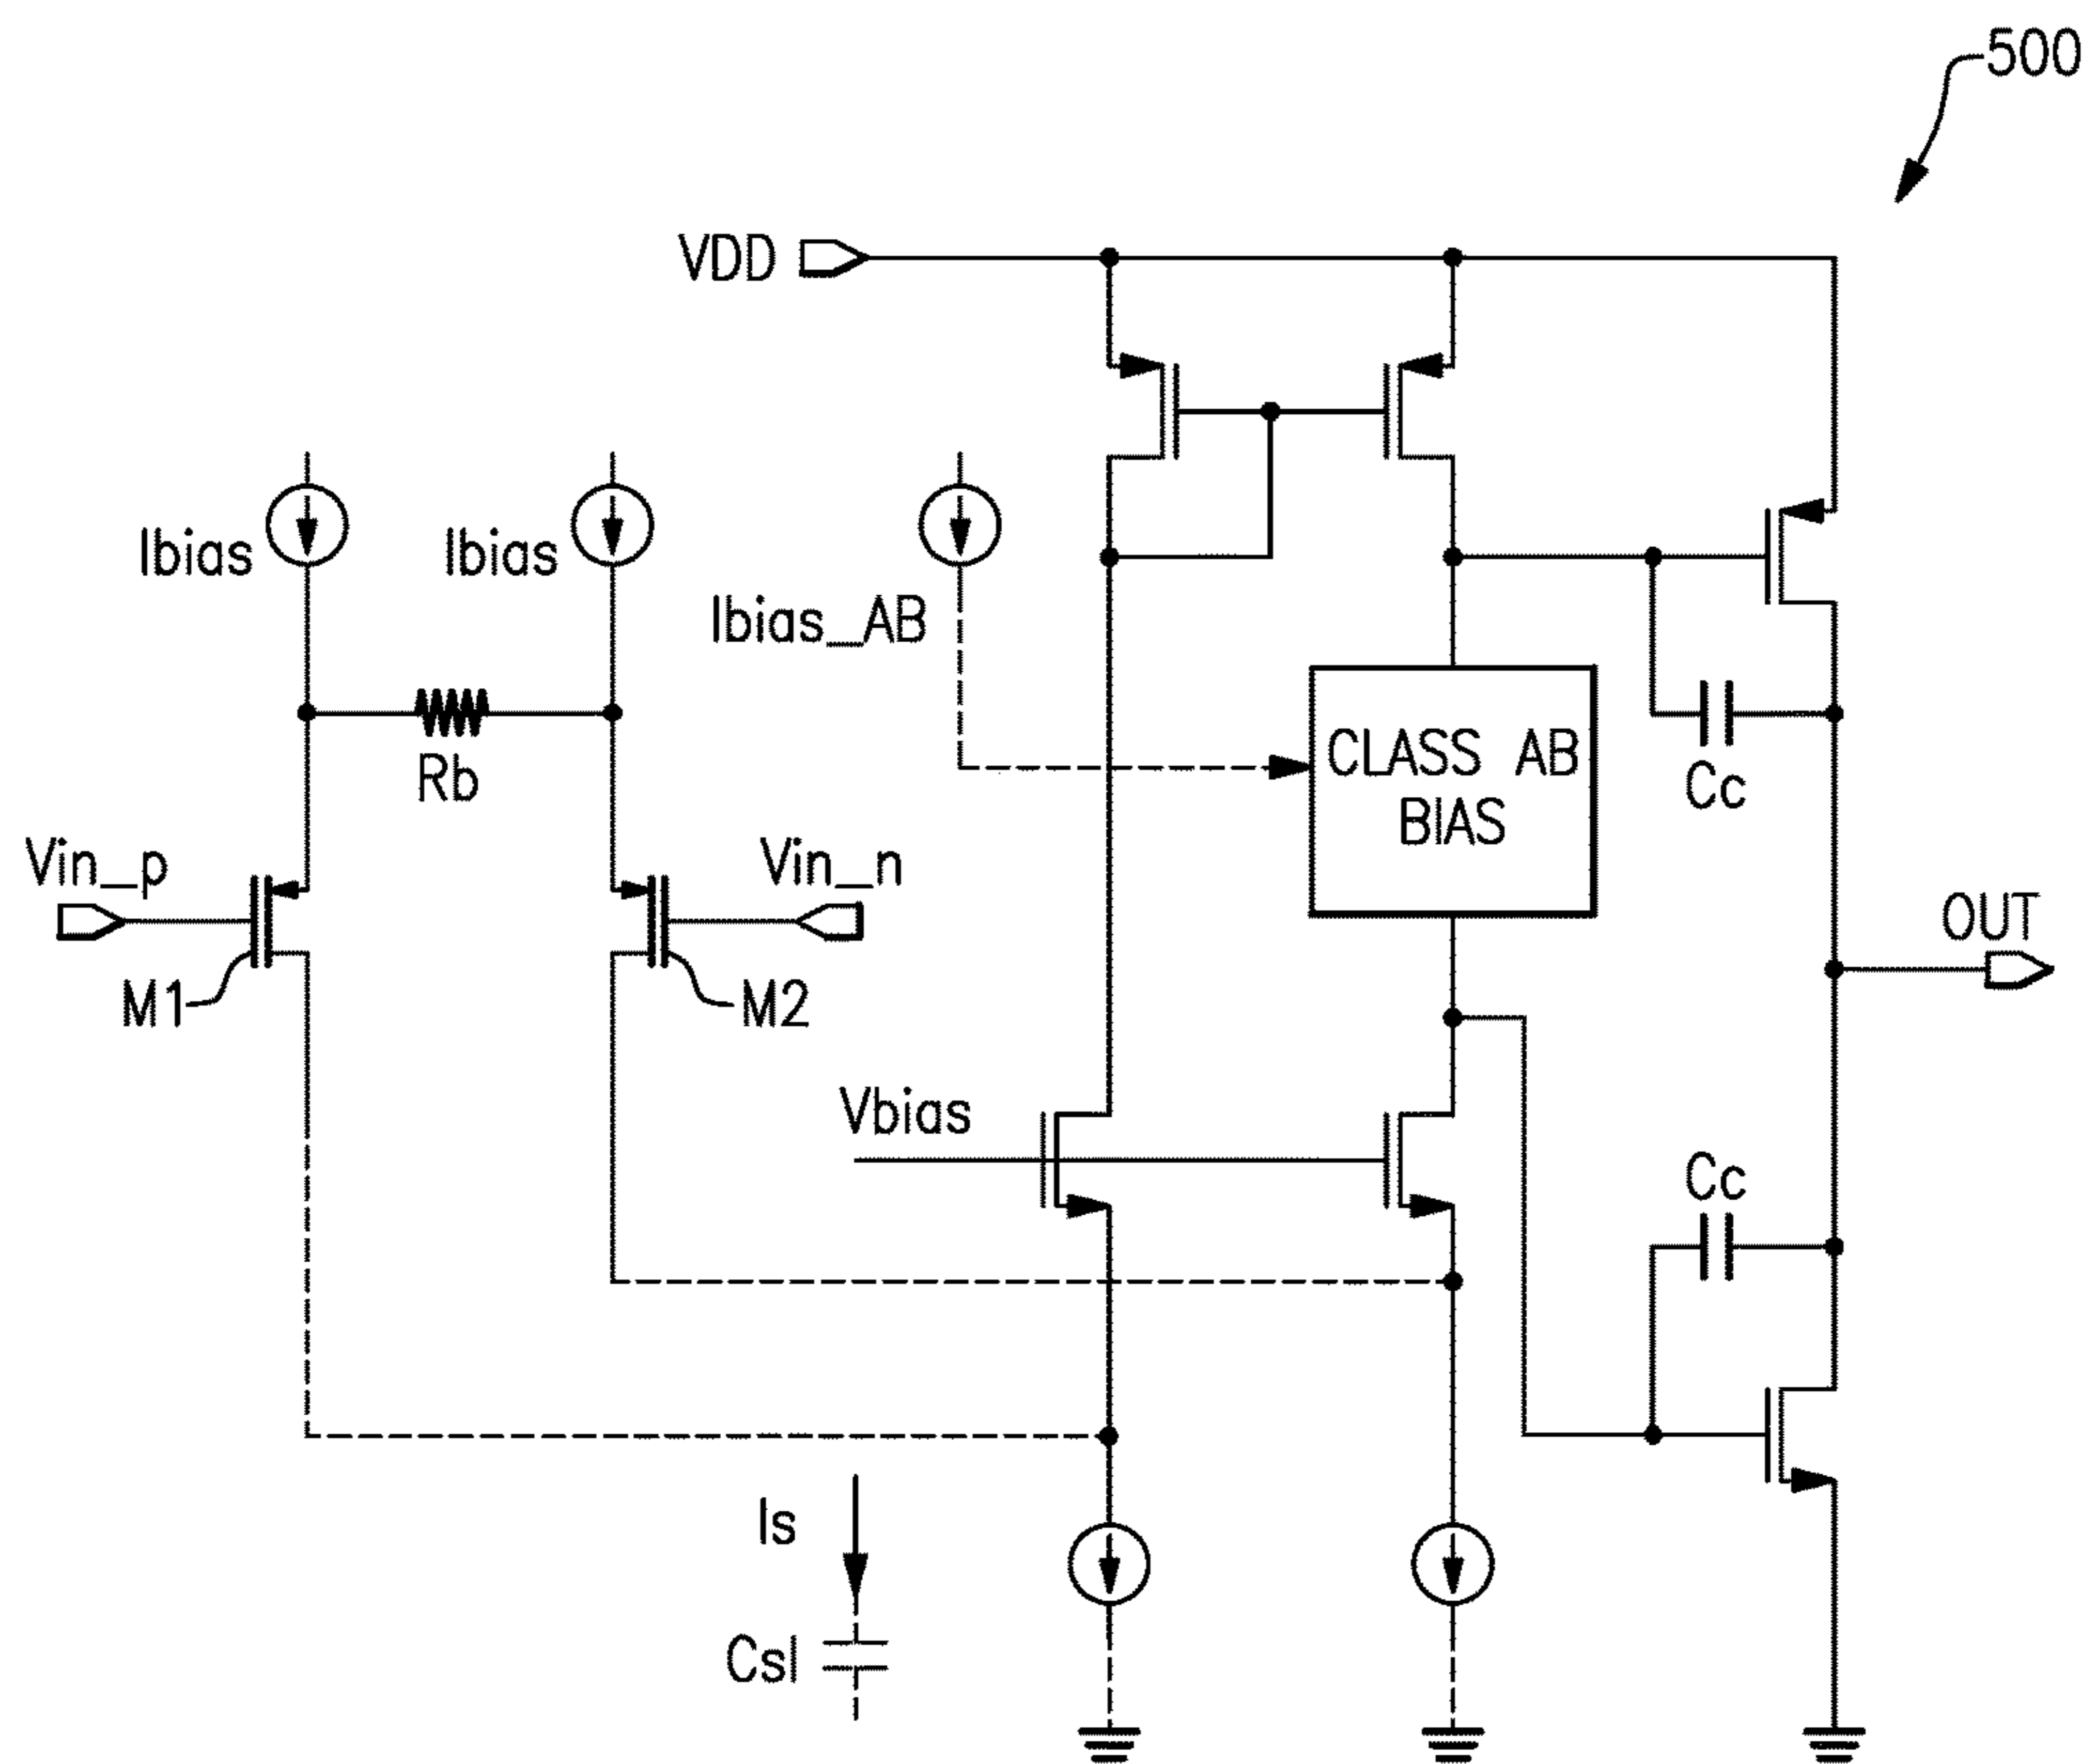 500
VDD
Ibias
Ibias
Ibias_AB
Rb
CLASS AB
BIAS
Cc
Vin_p
Vin_n
OUT
M1
M2
Vbias
Cc
Is
Csl